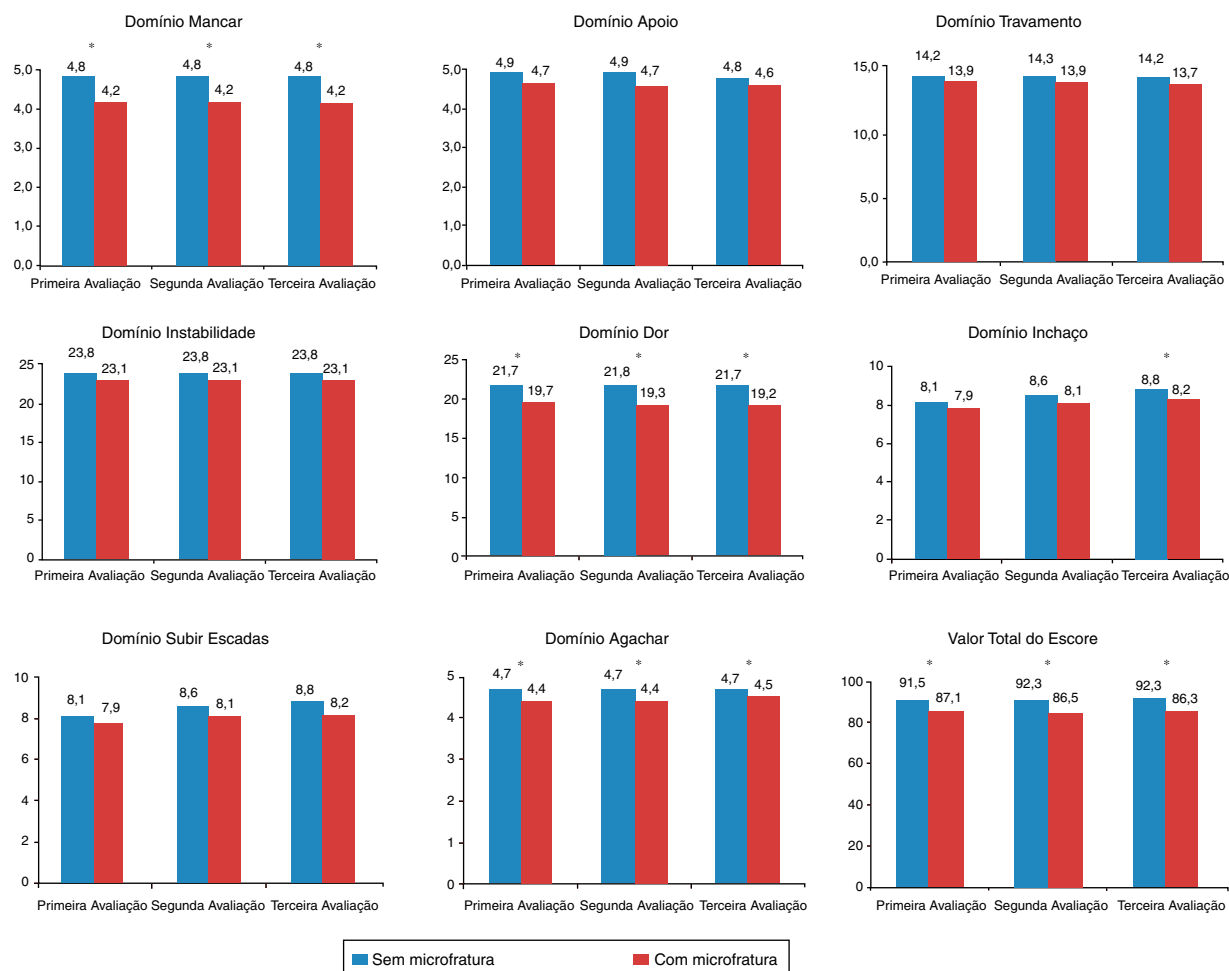 Domínio Mancar
* * *
4,8 4,2 4,8 4,2 4,8 4,2
5,0
4,0
3,0
2,0
1,0
0,0
Primeira Avaliação Segunda Avaliação Terceira Avaliação
Domínio Apoio
4,9 4,7 4,9 4,7 4,8 4,6
5,0
4,0
3,0
2,0
1,0
0,0
Primeira Avaliação Segunda Avaliação Terceira Avaliação
Domínio Travamento
14,2 13,9 14,3 13,9 14,2 13,7
15,0
10,0
5,0
0,0
Primeira Avaliação Segunda Avaliação Terceira Avaliação
Domínio Instabilidade
23,8 23,1 23,8 23,1 23,8 23,1
25
20
15
10
5
0
Primeira Avaliação Segunda Avaliação Terceira Avaliação
Domínio Dor
* * *
21,7 19,7 21,8 19,3 21,7 19,2
25
20
15
10
5
0
Primeira Avaliação Segunda Avaliação Terceira Avaliação
Domínio Inchaço
*
8,1 7,9 8,6 8,1 8,8 8,2
10
8
6
4
2
0
Primeira Avaliação Segunda Avaliação Terceira Avaliação
Domínio Subir Escadas
8,1 7,9 8,6 8,1 8,8 8,2
10
8
6
4
2
0
Primeira Avaliação Segunda Avaliação Terceira Avaliação
Domínio Agachar
* * *
4,7 4,4 4,7 4,4 4,7 4,5
5
4
3
2
1
0
Primeira Avaliação Segunda Avaliação Terceira Avaliação
Valor Total do Escore
* * *
91,5 87,1 92,3 86,5 92,3 86,3
100
80
60
40
20
0
Primeira Avaliação Segunda Avaliação Terceira Avaliação
Sem microfratura Com microfratura